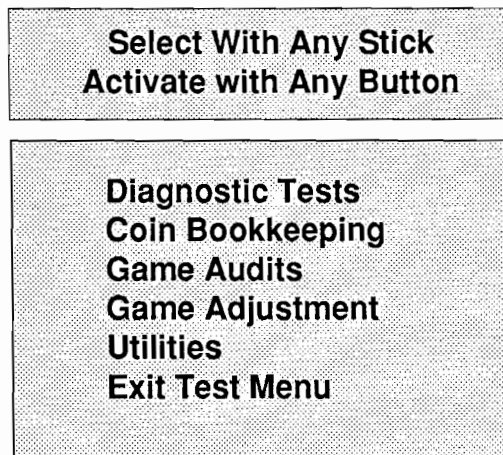 Select With Any Stick
Activate with Any Button
Diagnostic Tests
Coin Bookkeeping
Game Audits
Game Adjustment
Utilities
Exit Test Menu